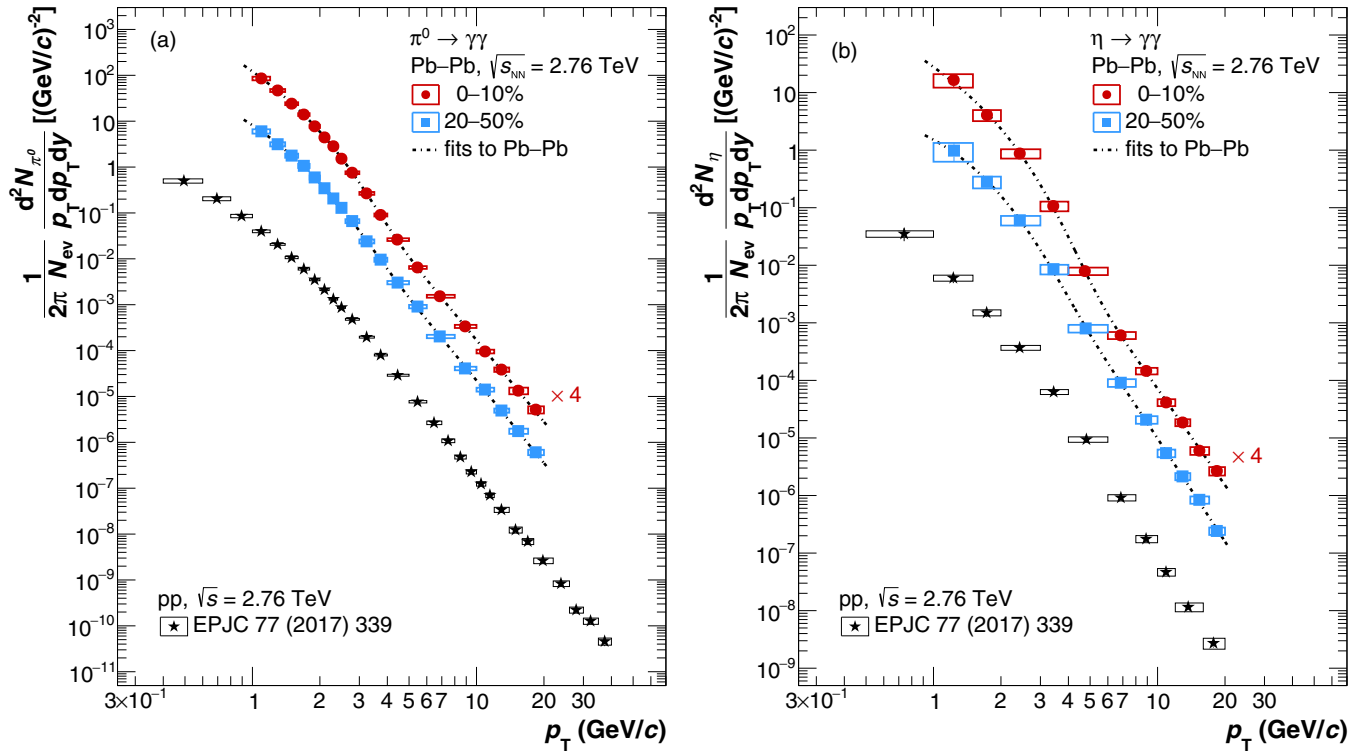 (a)
π⁰ → γγ
Pb–Pb, √s_NN = 2.76 TeV
0–10%
20–50%
fits to Pb–Pb
× 4
pp, √s = 2.76 TeV
EPJC 77 (2017) 339
1/(2π N_ev) d²N_π⁰/(p_T dp_T dy) [(GeV/c)⁻²]
10³
10²
10
1
10⁻¹
10⁻²
10⁻³
10⁻⁴
10⁻⁵
10⁻⁶
10⁻⁷
10⁻⁸
10⁻⁹
10⁻¹⁰
10⁻¹¹
3×10⁻¹ 1 2 3 4 5 6 7 10 20 30
p_T (GeV/c)
(b)
η → γγ
Pb–Pb, √s_NN = 2.76 TeV
0–10%
20–50%
fits to Pb–Pb
× 4
pp, √s = 2.76 TeV
EPJC 77 (2017) 339
1/(2π N_ev) d²N_η/(p_T dp_T dy) [(GeV/c)⁻²]
10²
10
1
10⁻¹
10⁻²
10⁻³
10⁻⁴
10⁻⁵
10⁻⁶
10⁻⁷
10⁻⁸
10⁻⁹
3×10⁻¹ 1 2 3 4 5 6 7 10 20 30
p_T (GeV/c)